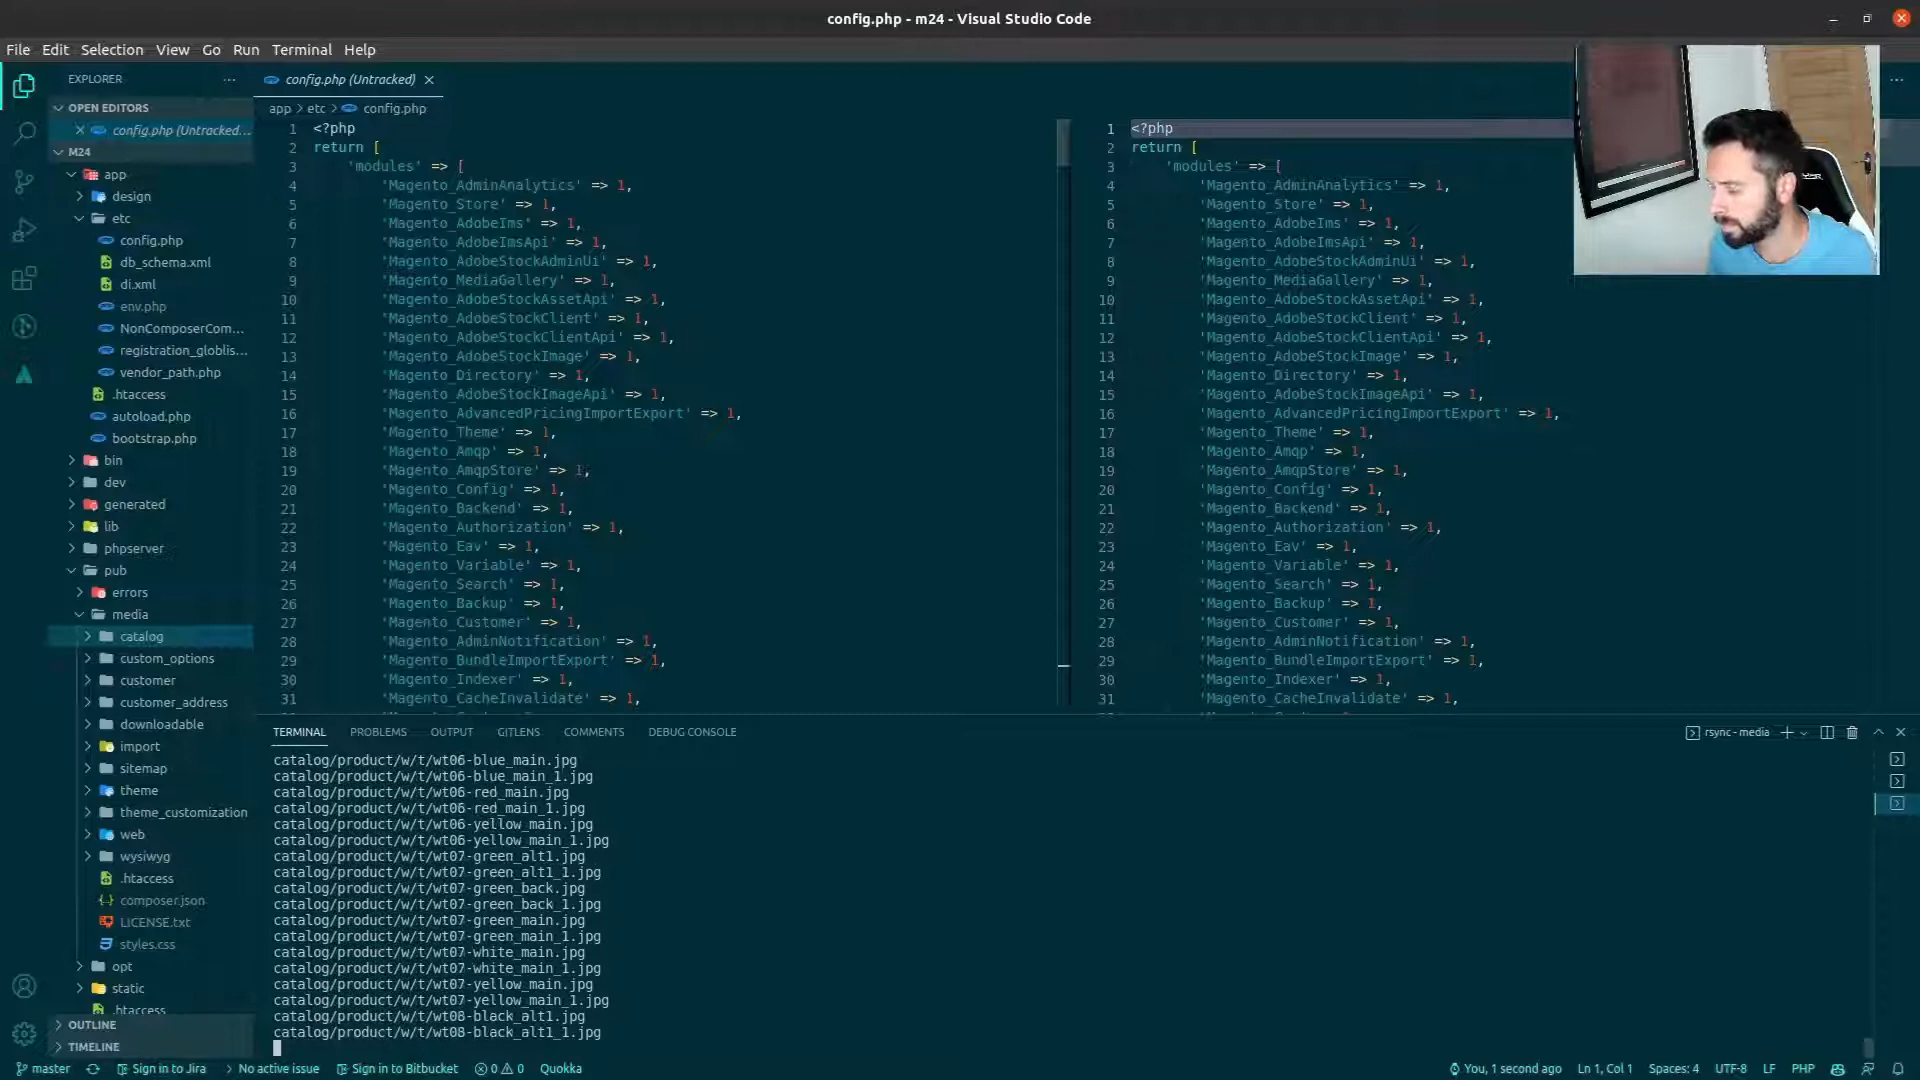 config.php - m24 - Visual Studio Code
File Edit Selection View Go Run Terminal Help
EXPLORER
OPEN EDITORS
config.php (Untracked...
M24
app
design
etc
config.php
db_schema.xml
di.xml
env.php
NonComposerCom...
registration_globlis...
vendor_path.php
.htaccess
autoload.php
bootstrap.php
bin
dev
generated
lib
phpserver
pub
errors
media
catalog
custom_options
customer
customer_address
downloadable
import
sitemap
theme
theme_customization
web
wysiwyg
.htaccess
composer.json
LICENSE.txt
styles.css
opt
static
.htaccess
OUTLINE
TIMELINE
config.php (Untracked)
app > etc > config.php
1 <?php
2 return [
3 'modules' => [
4 'Magento_AdminAnalytics' => 1,
5 'Magento_Store' => 1,
6 'Magento_AdobeIms' => 1,
7 'Magento_AdobeImsApi' => 1,
8 'Magento_AdobeStockAdminUi' => 1,
9 'Magento_MediaGallery' => 1,
10 'Magento_AdobeStockAssetApi' => 1,
11 'Magento_AdobeStockClient' => 1,
12 'Magento_AdobeStockClientApi' => 1,
13 'Magento_AdobeStockImage' => 1,
14 'Magento_Directory' => 1,
15 'Magento_AdobeStockImageApi' => 1,
16 'Magento_AdvancedPricingImportExport' => 1,
17 'Magento_Theme' => 1,
18 'Magento_Amqp' => 1,
19 'Magento_AmqpStore' => 1,
20 'Magento_Config' => 1,
21 'Magento_Backend' => 1,
22 'Magento_Authorization' => 1,
23 'Magento_Eav' => 1,
24 'Magento_Variable' => 1,
25 'Magento_Search' => 1,
26 'Magento_Backup' => 1,
27 'Magento_Customer' => 1,
28 'Magento_AdminNotification' => 1,
29 'Magento_BundleImportExport' => 1,
30 'Magento_Indexer' => 1,
31 'Magento_CacheInvalidate' => 1,
1 <?php
2 return [
3 'modules' => [
4 'Magento_AdminAnalytics' => 1,
5 'Magento_Store' => 1,
6 'Magento_AdobeIms' => 1,
7 'Magento_AdobeImsApi' => 1,
8 'Magento_AdobeStockAdminUi' => 1,
9 'Magento_MediaGallery' => 1,
10 'Magento_AdobeStockAssetApi' => 1,
11 'Magento_AdobeStockClient' => 1,
12 'Magento_AdobeStockClientApi' => 1,
13 'Magento_AdobeStockImage' => 1,
14 'Magento_Directory' => 1,
15 'Magento_AdobeStockImageApi' => 1,
16 'Magento_AdvancedPricingImportExport' => 1,
17 'Magento_Theme' => 1,
18 'Magento_Amqp' => 1,
19 'Magento_AmqpStore' => 1,
20 'Magento_Config' => 1,
21 'Magento_Backend' => 1,
22 'Magento_Authorization' => 1,
23 'Magento_Eav' => 1,
24 'Magento_Variable' => 1,
25 'Magento_Search' => 1,
26 'Magento_Backup' => 1,
27 'Magento_Customer' => 1,
28 'Magento_AdminNotification' => 1,
29 'Magento_BundleImportExport' => 1,
30 'Magento_Indexer' => 1,
31 'Magento_CacheInvalidate' => 1,
TERMINAL PROBLEMS OUTPUT GITLENS COMMENTS DEBUG CONSOLE
rsync - media
catalog/product/w/t/wt06-blue_main.jpg
catalog/product/w/t/wt06-blue_main_1.jpg
catalog/product/w/t/wt06-red_main.jpg
catalog/product/w/t/wt06-red_main_1.jpg
catalog/product/w/t/wt06-yellow_main.jpg
catalog/product/w/t/wt06-yellow_main_1.jpg
catalog/product/w/t/wt07-green_alt1.jpg
catalog/product/w/t/wt07-green_alt1_1.jpg
catalog/product/w/t/wt07-green_back.jpg
catalog/product/w/t/wt07-green_back_1.jpg
catalog/product/w/t/wt07-green_main.jpg
catalog/product/w/t/wt07-green_main_1.jpg
catalog/product/w/t/wt07-white_main.jpg
catalog/product/w/t/wt07-white_main_1.jpg
catalog/product/w/t/wt07-yellow_main.jpg
catalog/product/w/t/wt07-yellow_main_1.jpg
catalog/product/w/t/wt08-black_alt1.jpg
catalog/product/w/t/wt08-black_alt1_1.jpg
master Sign in to Jira No active issue Sign in to Bitbucket 0 0 Quokka
You, 1 second ago Ln 1, Col 1 Spaces: 4 UTF-8 LF PHP